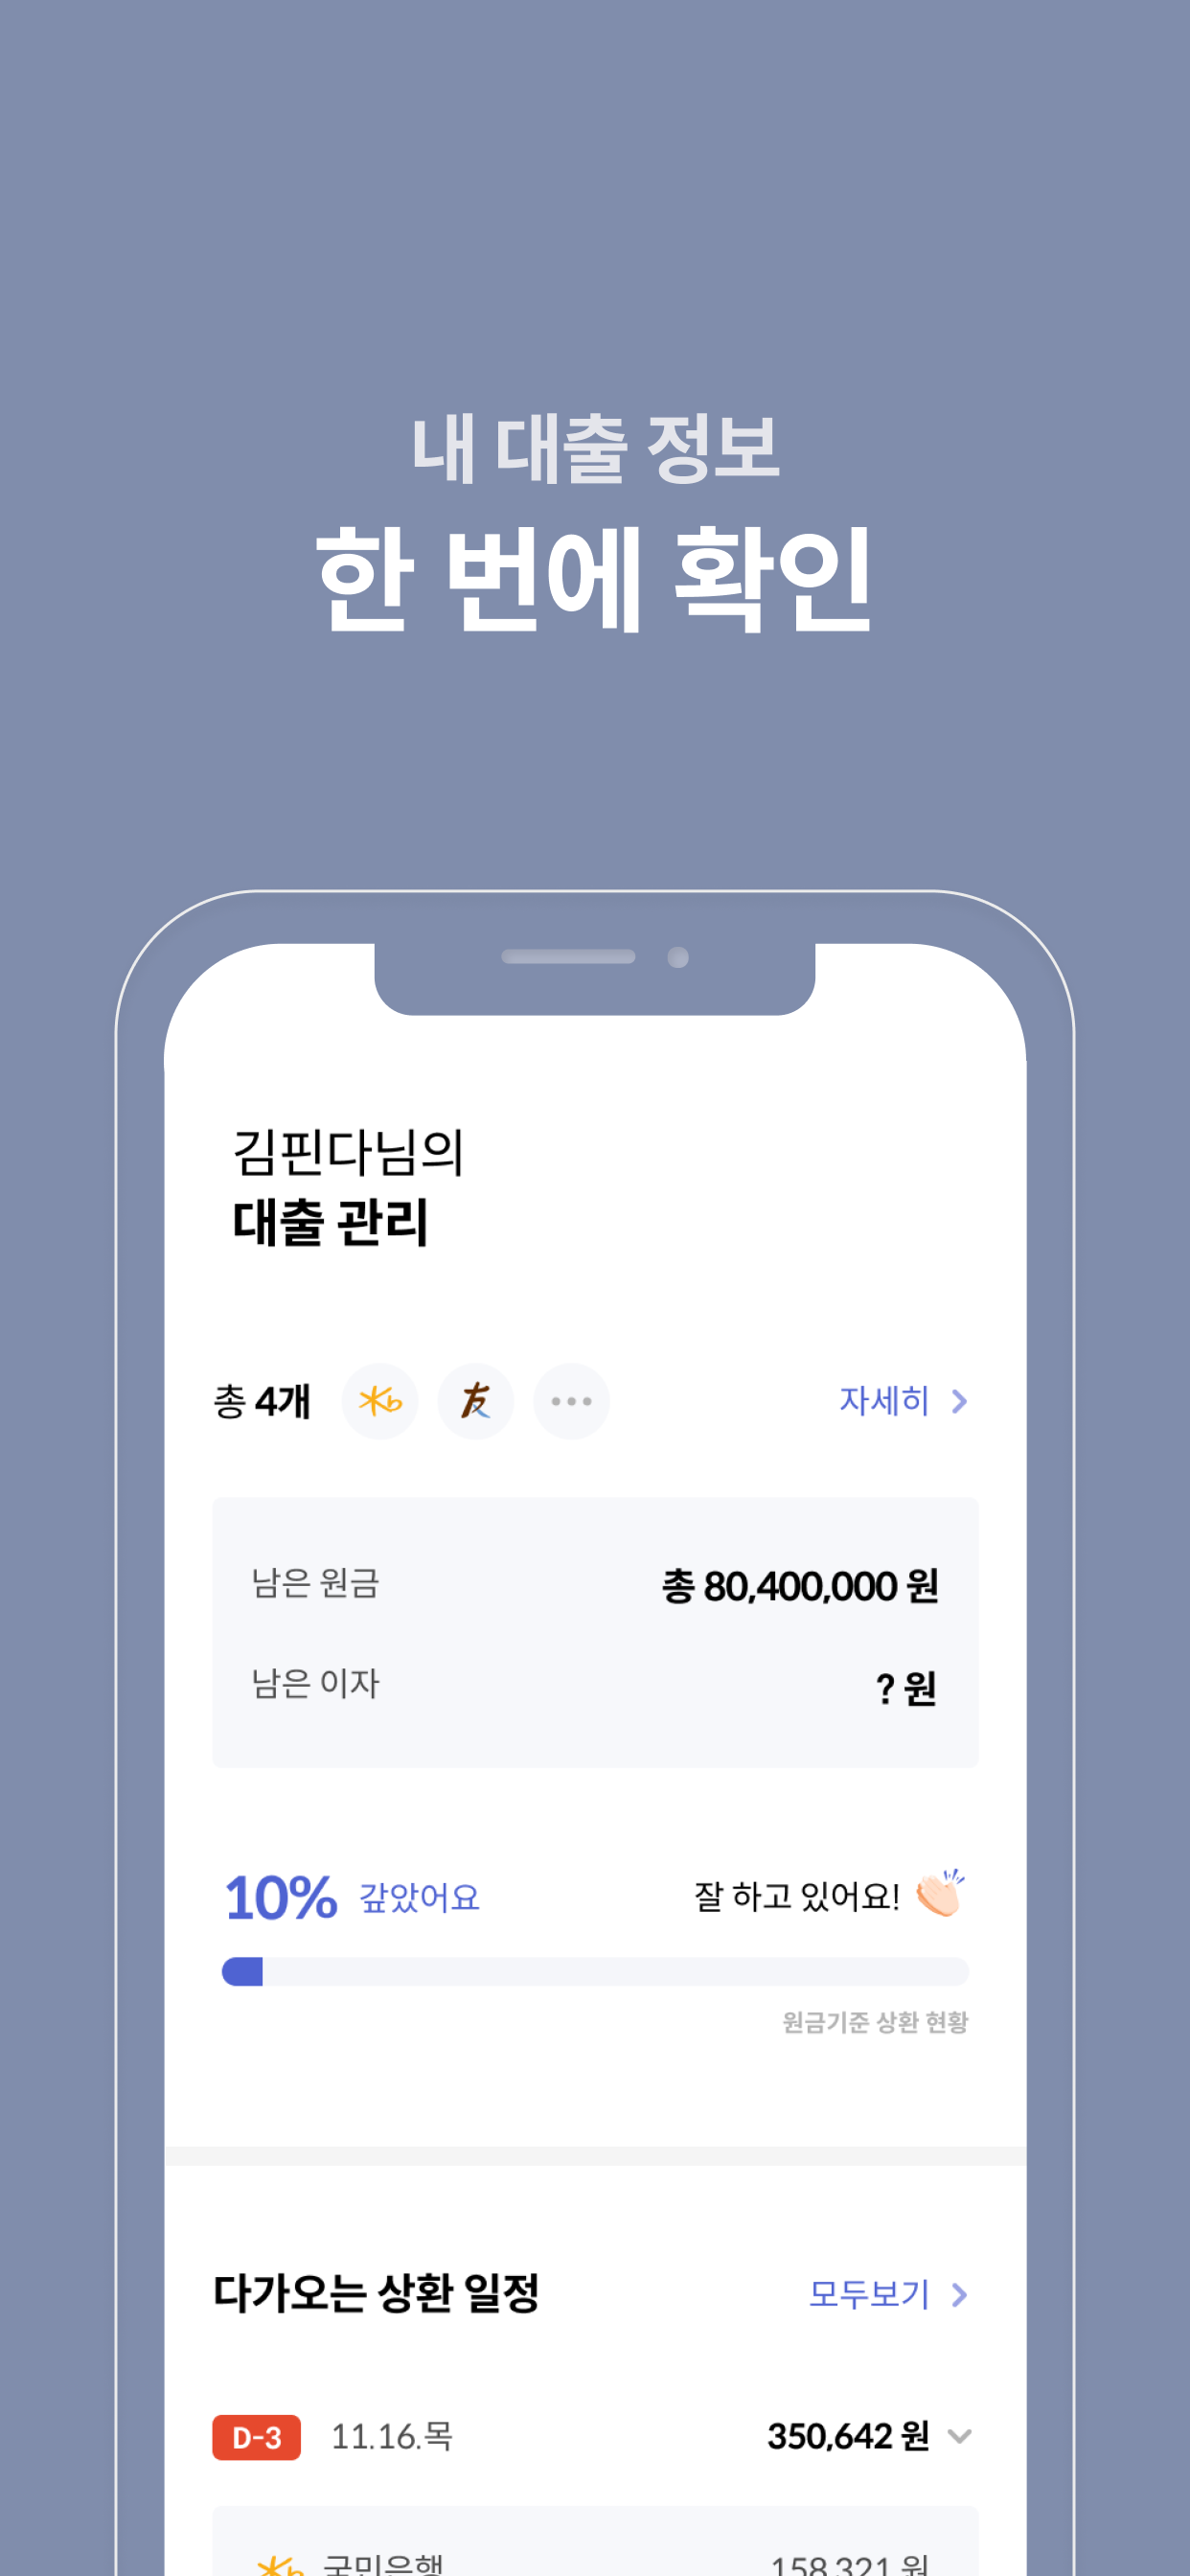 내 대출 정보
한 번에 확인
김핀다님의
대출 관리
총 4개
자세히
남은 원금
총 80,400,000 원
남은 이자
? 원
10% 갚았어요
잘 하고 있어요!
원금기준 상환 현황
다가오는 상환 일정
모두보기
D-3 11.16.목
350,642 원
국민은행
158,321 원